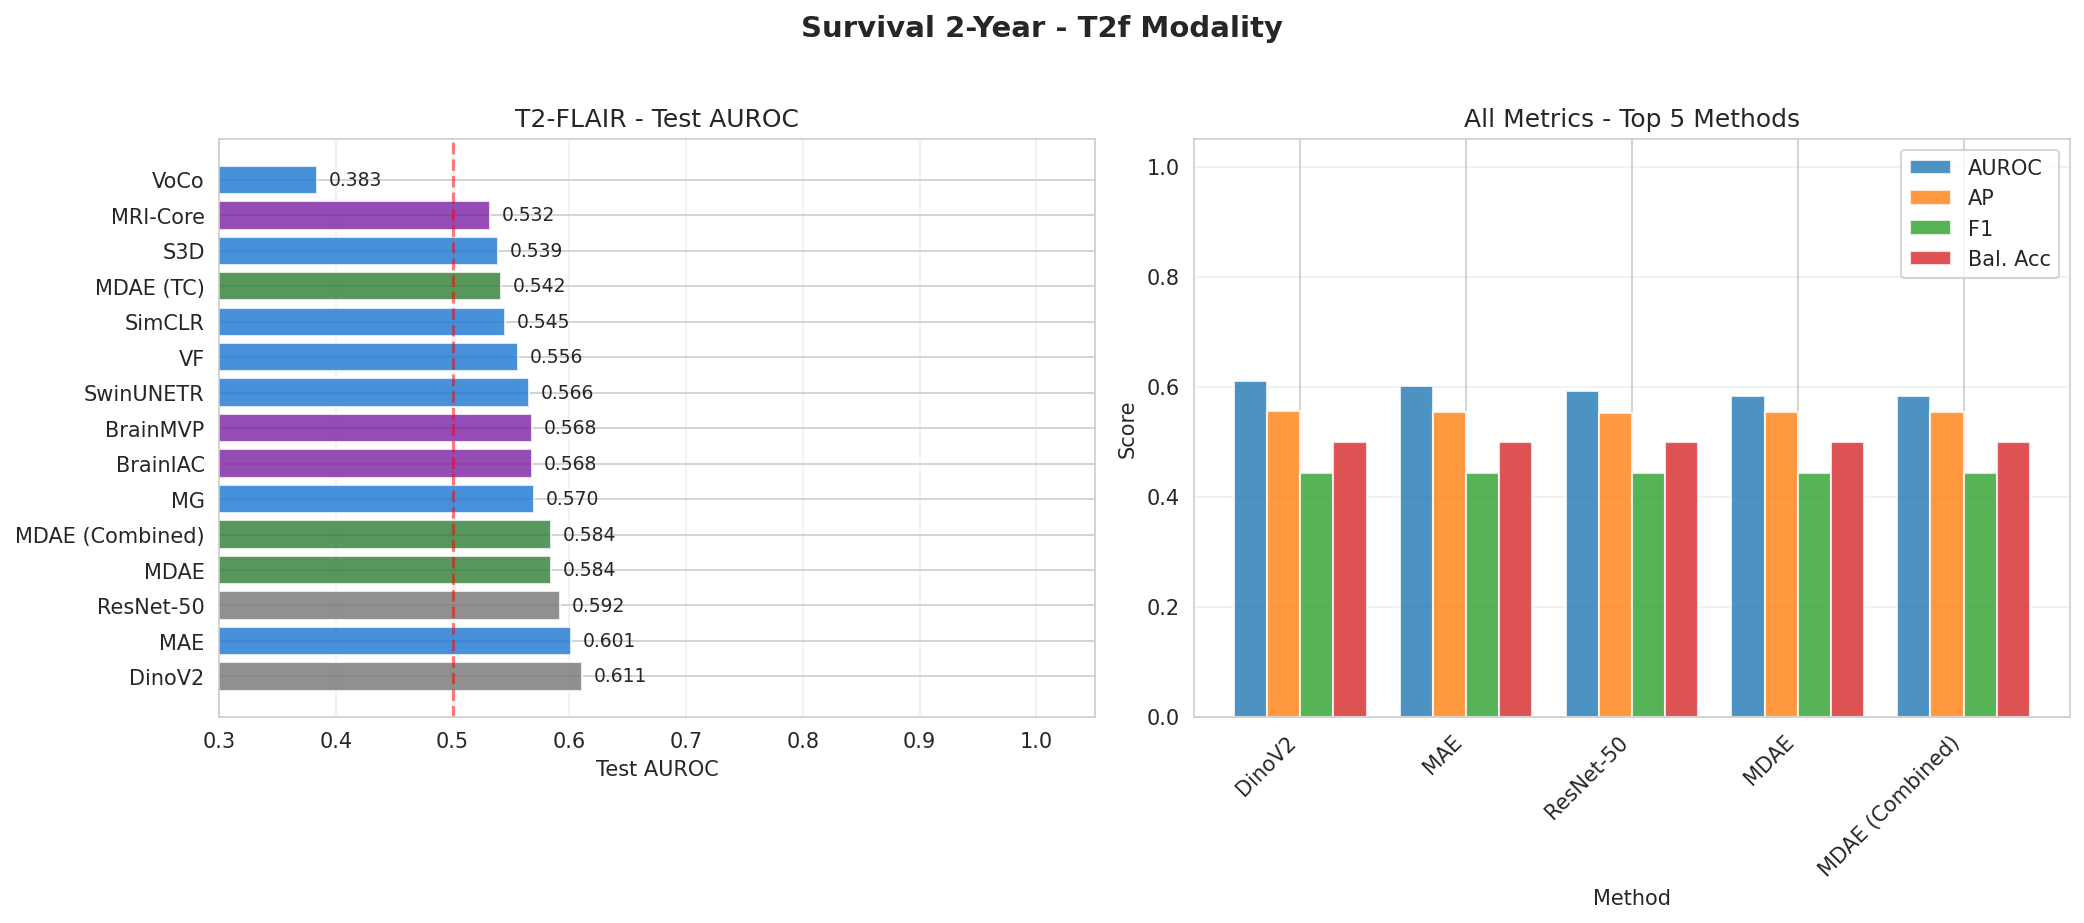 Survival 2-Year - T2f Modality
T2-FLAIR - Test AUROC
VoCo 0.383
MRI-Core 0.532
S3D 0.539
MDAE (TC) 0.542
SimCLR 0.545
VF 0.556
SwinUNETR 0.566
BrainMVP 0.568
BrainIAC 0.568
MG 0.570
MDAE (Combined) 0.584
MDAE 0.584
ResNet-50 0.592
MAE 0.601
DinoV2 0.611
0.3 0.4 0.5 0.6 0.7 0.8 0.9 1.0
Test AUROC
All Metrics - Top 5 Methods
AUROC
AP
F1
Bal. Acc
1.0
0.8
0.6
0.4
0.2
0.0
Score
DinoV2
MAE
ResNet-50
MDAE
MDAE (Combined)
Method